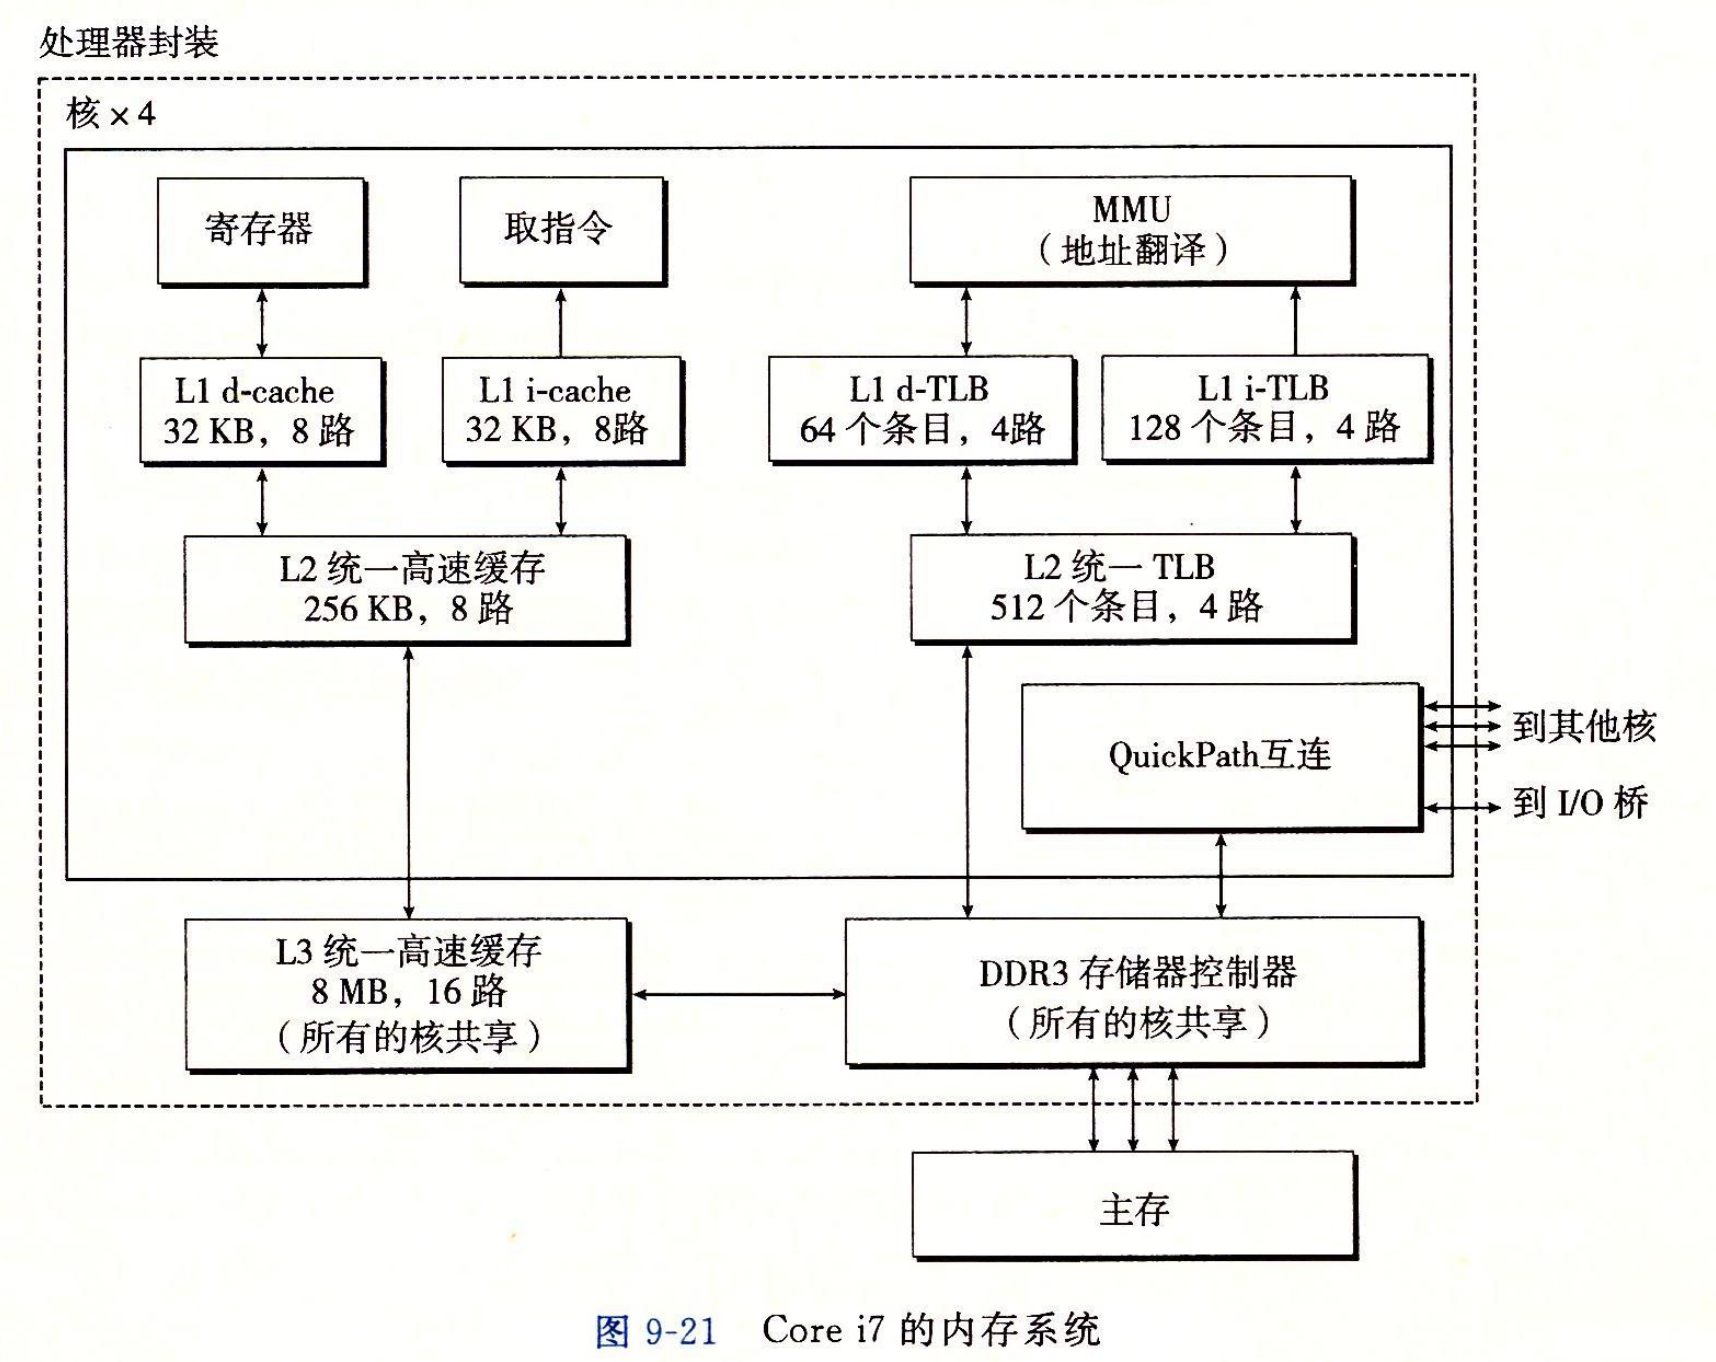 处理器封装
核×4
寄存器
取指令
MMU
（地址翻译）
L1 d-cache
32 KB，8 路
L1 i-cache
32 KB，8路
L1 d-TLB
64 个条目，4路
L1 i-TLB
128 个条目，4 路
L2 统一高速缓存
256 KB，8 路
L2 统一 TLB
512 个条目，4 路
QuickPath互连
到其他核
到 I/O 桥
L3 统一高速缓存
8 MB，16 路
（所有的核共享）
DDR3 存储器控制器
（所有的核共享）
主存
图 9-21 Core i7 的内存系统